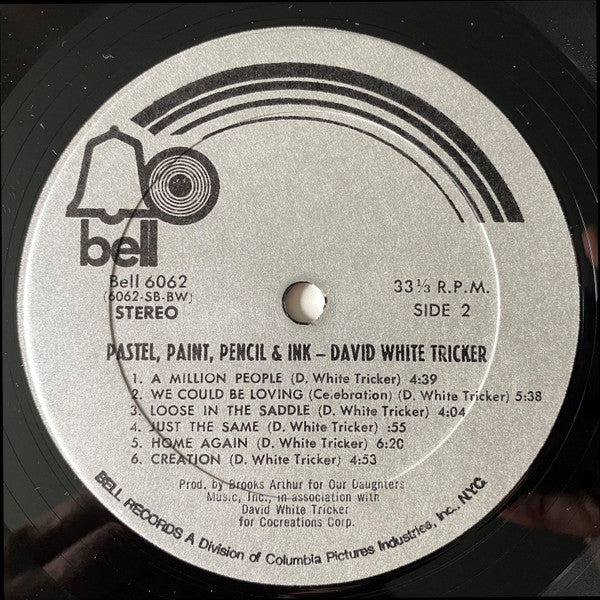 bell
Bell 6062
(6062-SB-BW)
STEREO
33 ⅓ R.P.M.
SIDE 2
PASTEL, PAINT, PENCIL & INK – DAVID WHITE TRICKER
1. A MILLION PEOPLE (D. White Tricker) 4:39
2. WE COULD BE LOVING (Celebration) (D. White Tricker) 5:38
3. LOOSE IN THE SADDLE (D. White Tricker) 4:04
4. JUST THE SAME (D. White Tricker) :55
5. HOME AGAIN (D. White Tricker) 6:20
6. CREATION (D. White Tricker) 4:53
Prod. by Brooks Arthur for Our Daughters
Music, Inc., in association with
David White Tricker
for Cocreations Corp.
BELL RECORDS A Division of Columbia Pictures Industries, Inc., N.Y.C.